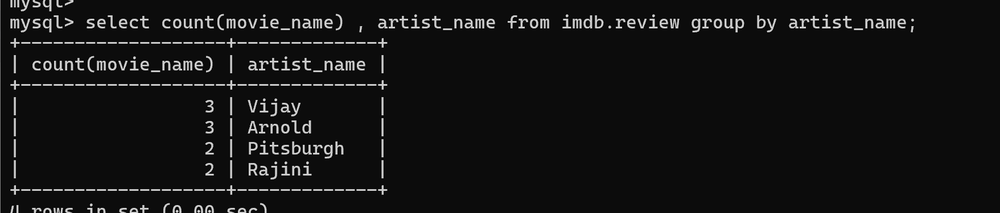 mysql>
mysql> select count(movie_name) , artist_name from imdb.review group by artist_name;
+-------------------+-------------+
| count(movie_name) | artist_name |
+-------------------+-------------+
|                 3 | Vijay       |
|                 3 | Arnold      |
|                 2 | Pitsburgh   |
|                 2 | Rajini      |
+-------------------+-------------+
4 rows in set (0.00 sec)